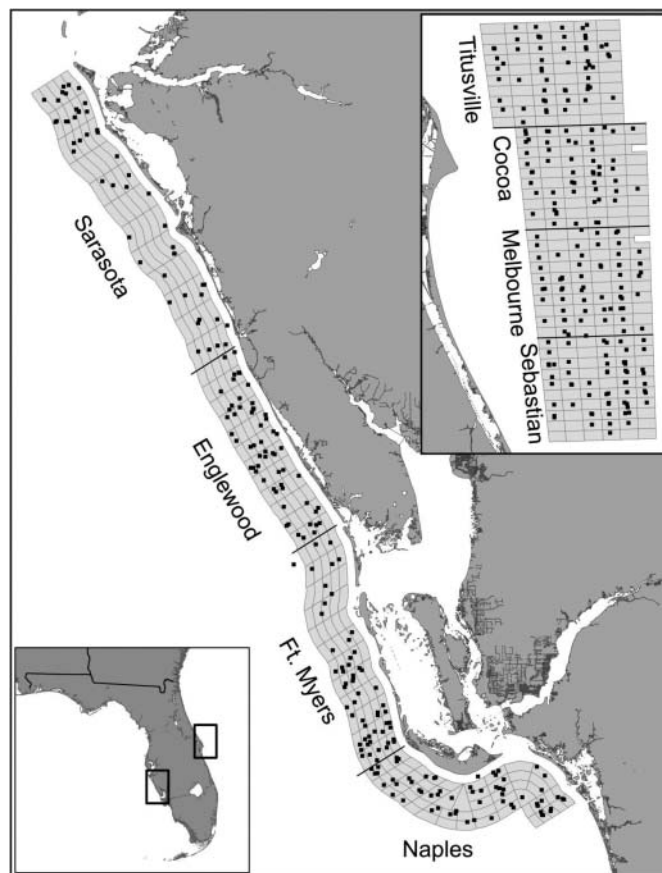 Titusville
Cocoa
Melbourne
Sebastian
Sarasota
Englewood
Ft. Myers
Naples